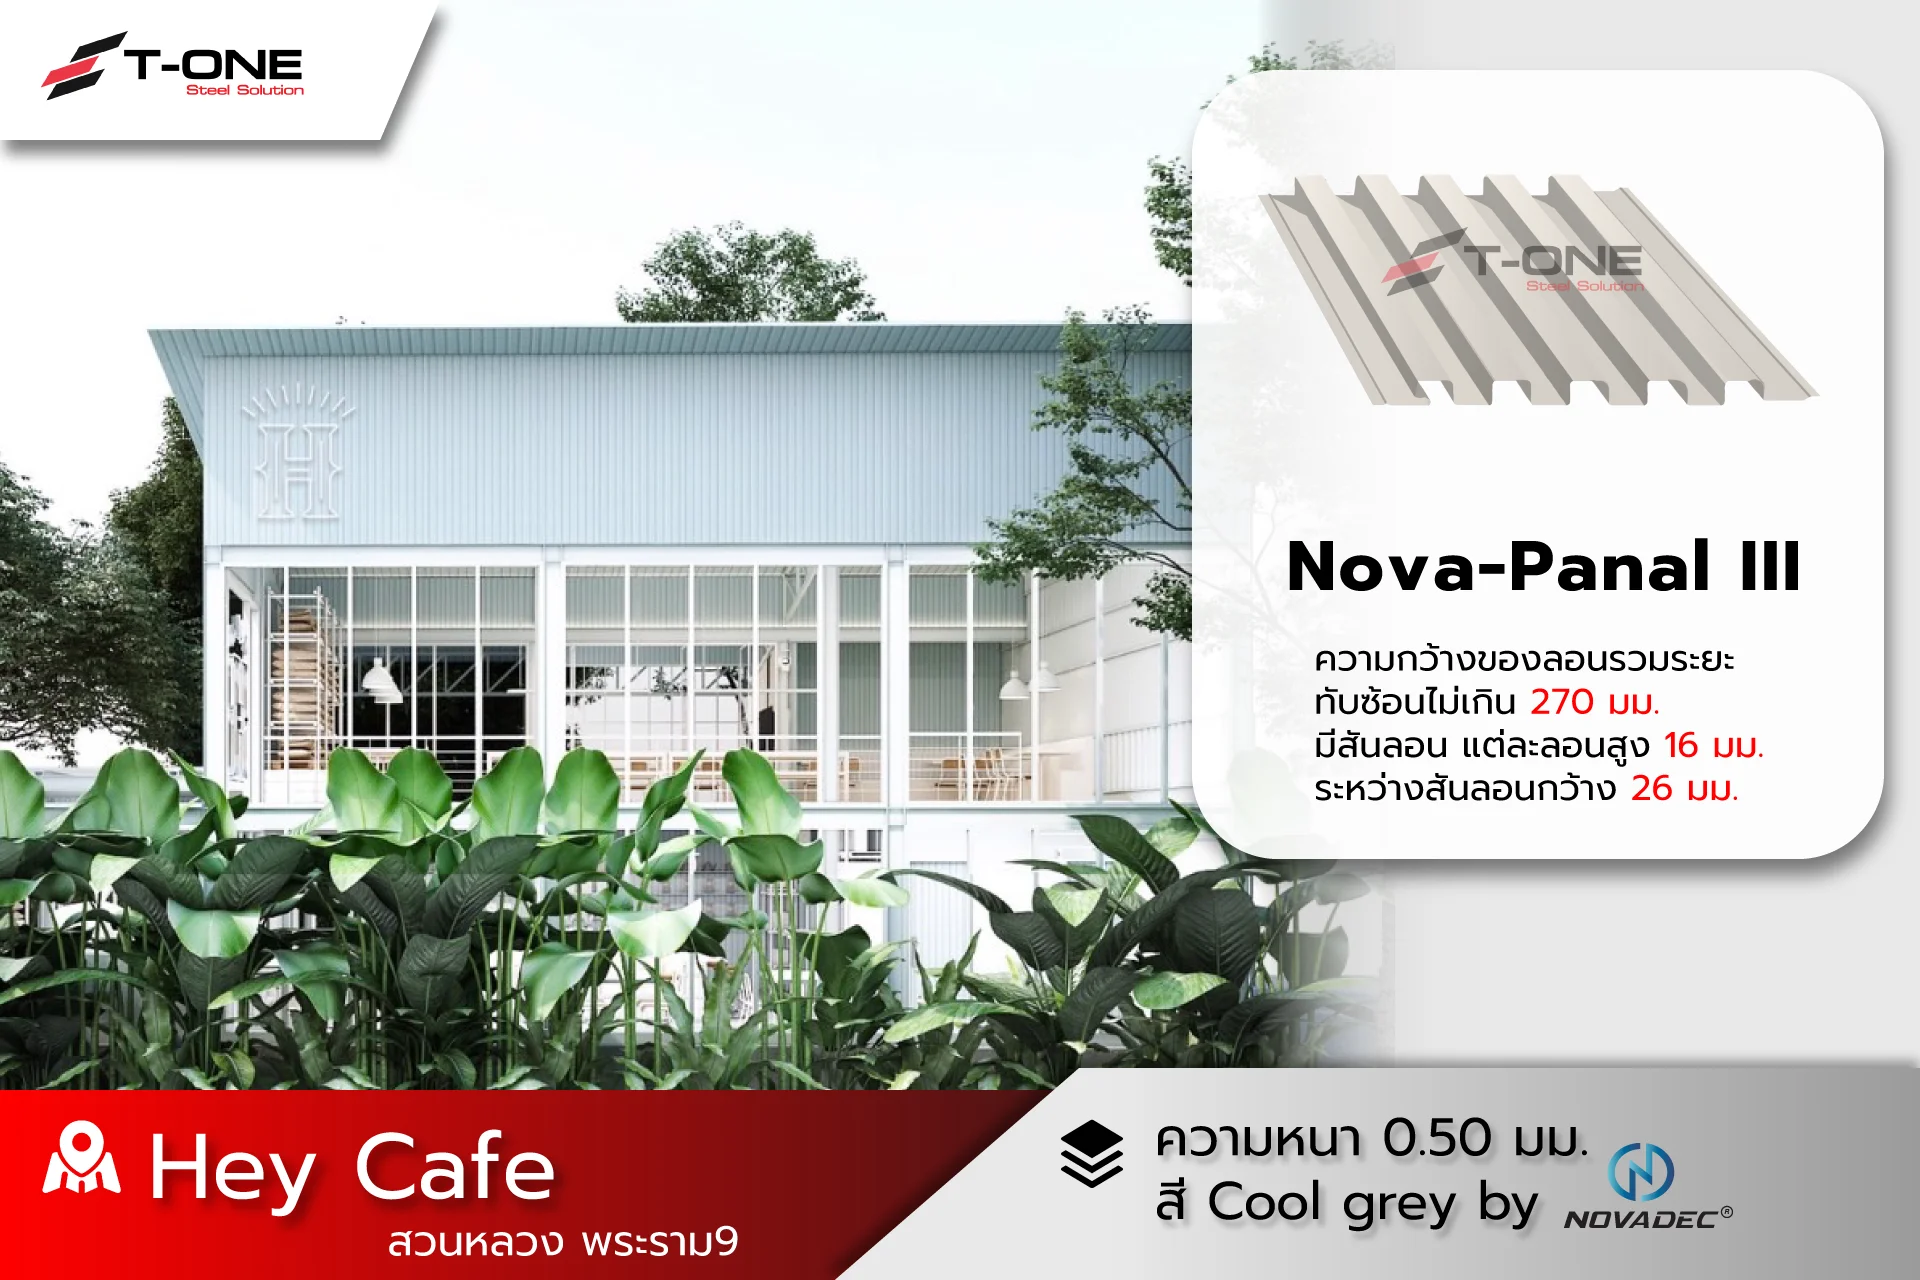 T-ONE
Steel Solution
T-ONE
Steel Solution
H
Nova-Panal III
ความกว้างของลอนรวมระยะ
ทับซ้อนไม่เกิน 270 มม.
มีสันลอน แต่ละลอนสูง 16 มม.
ระหว่างสันลอนกว้าง 26 มม.
Hey Cafe
สวนหลวง พระราม9
ความหนา 0.50 มม.
สี Cool grey by
NOVADEC®